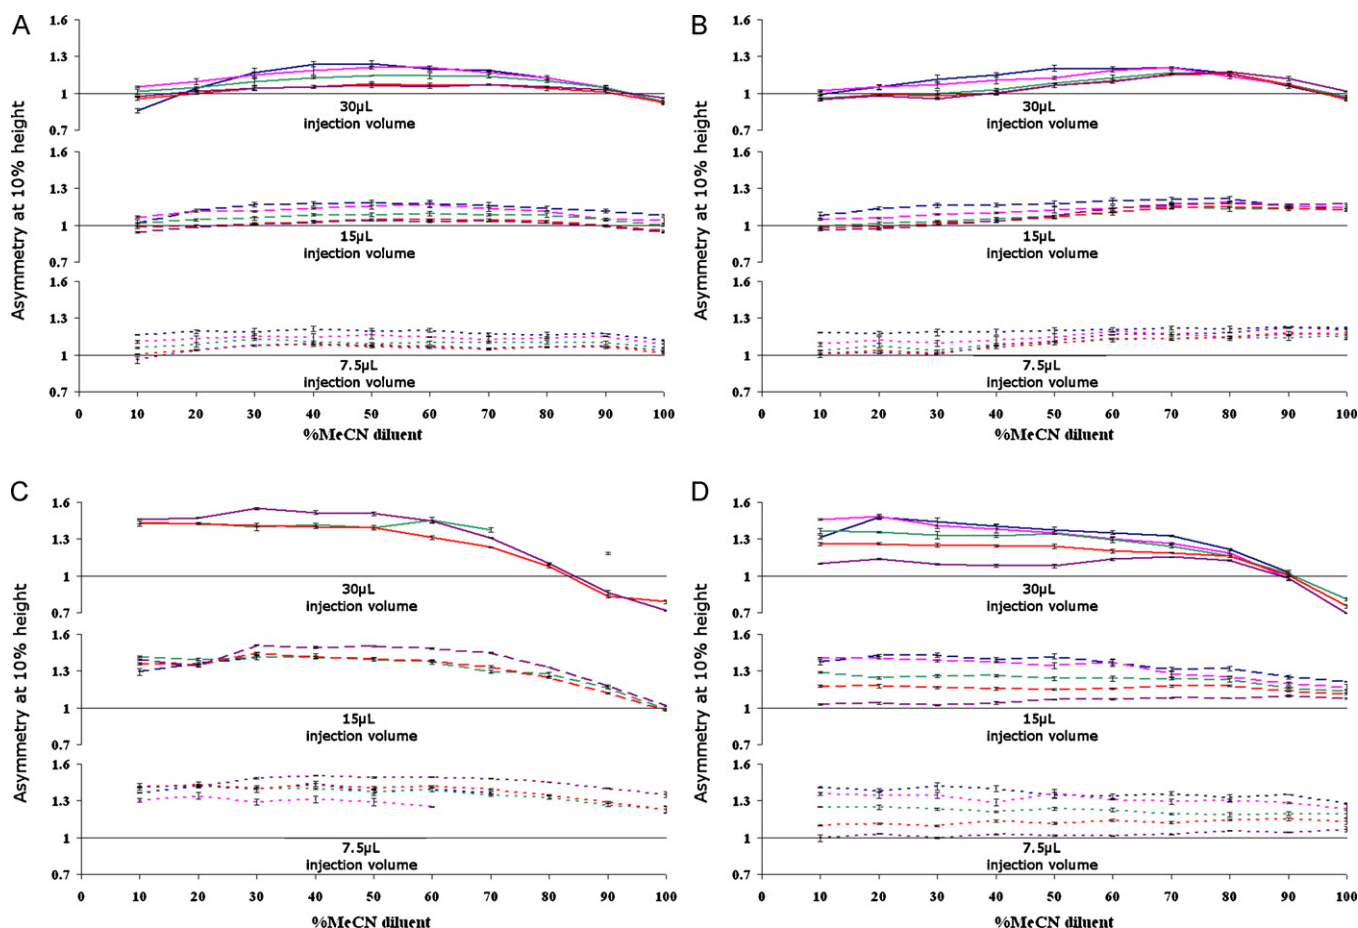 A
Asymmetry at 10% height
1.6
1.3
1
0.7
30µL
injection volume
1.6
1.3
1
0.7
15µL
injection volume
1.6
1.3
1
0.7
7.5µL
injection volume
0 10 20 30 40 50 60 70 80 90 100
%MeCN diluent
B
Asymmetry at 10% height
1.6
1.3
1
0.7
30µL
injection volume
1.6
1.3
1
0.7
15µL
injection volume
1.6
1.3
1
0.7
7.5µL
injection volume
0 10 20 30 40 50 60 70 80 90 100
%MeCN diluent
C
Asymmetry at 10% height
1.6
1.3
1
0.7
30µL
injection volume
1.6
1.3
1
0.7
15µL
injection volume
1.6
1.3
1
0.7
7.5µL
injection volume
0 10 20 30 40 50 60 70 80 90 100
%MeCN diluent
D
Asymmetry at 10% height
1.6
1.3
1
0.7
30µL
injection volume
1.6
1.3
1
0.7
15µL
injection volume
1.6
1.3
1
0.7
7.5µL
injection volume
0 10 20 30 40 50 60 70 80 90 100
%MeCN diluent